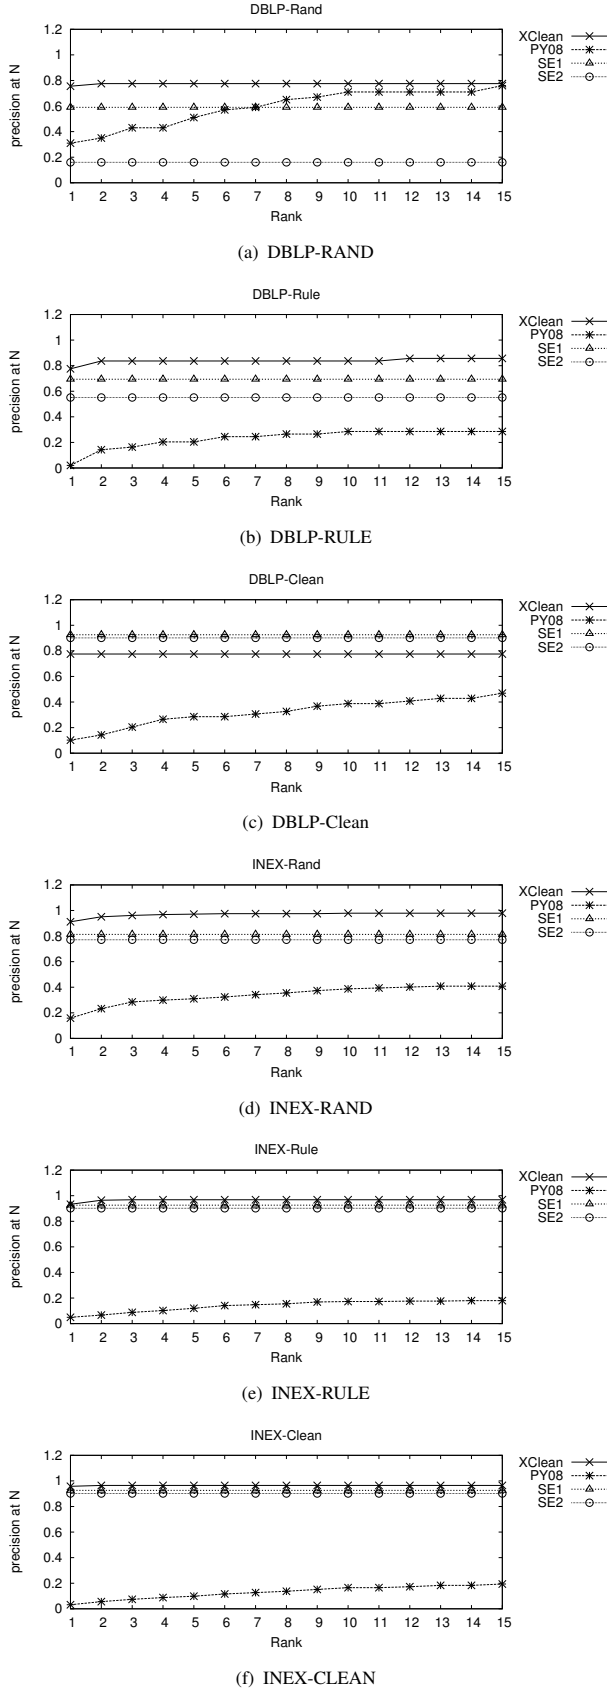 DBLP-Rand
1.2
1
0.8
0.6
0.4
0.2
0
precision at N
1 2 3 4 5 6 7 8 9 10 11 12 13 14 15
Rank
XClean
PY08
SE1
SE2
(a) DBLP-RAND
DBLP-Rule
1.2
1
0.8
0.6
0.4
0.2
0
precision at N
1 2 3 4 5 6 7 8 9 10 11 12 13 14 15
Rank
XClean
PY08
SE1
SE2
(b) DBLP-RULE
DBLP-Clean
1.2
1
0.8
0.6
0.4
0.2
0
precision at N
1 2 3 4 5 6 7 8 9 10 11 12 13 14 15
Rank
XClean
PY08
SE1
SE2
(c) DBLP-Clean
INEX-Rand
1.2
1
0.8
0.6
0.4
0.2
0
precision at N
1 2 3 4 5 6 7 8 9 10 11 12 13 14 15
Rank
XClean
PY08
SE1
SE2
(d) INEX-RAND
INEX-Rule
1.2
1
0.8
0.6
0.4
0.2
0
precision at N
1 2 3 4 5 6 7 8 9 10 11 12 13 14 15
Rank
XClean
PY08
SE1
SE2
(e) INEX-RULE
INEX-Clean
1.2
1
0.8
0.6
0.4
0.2
0
precision at N
1 2 3 4 5 6 7 8 9 10 11 12 13 14 15
Rank
XClean
PY08
SE1
SE2
(f) INEX-CLEAN